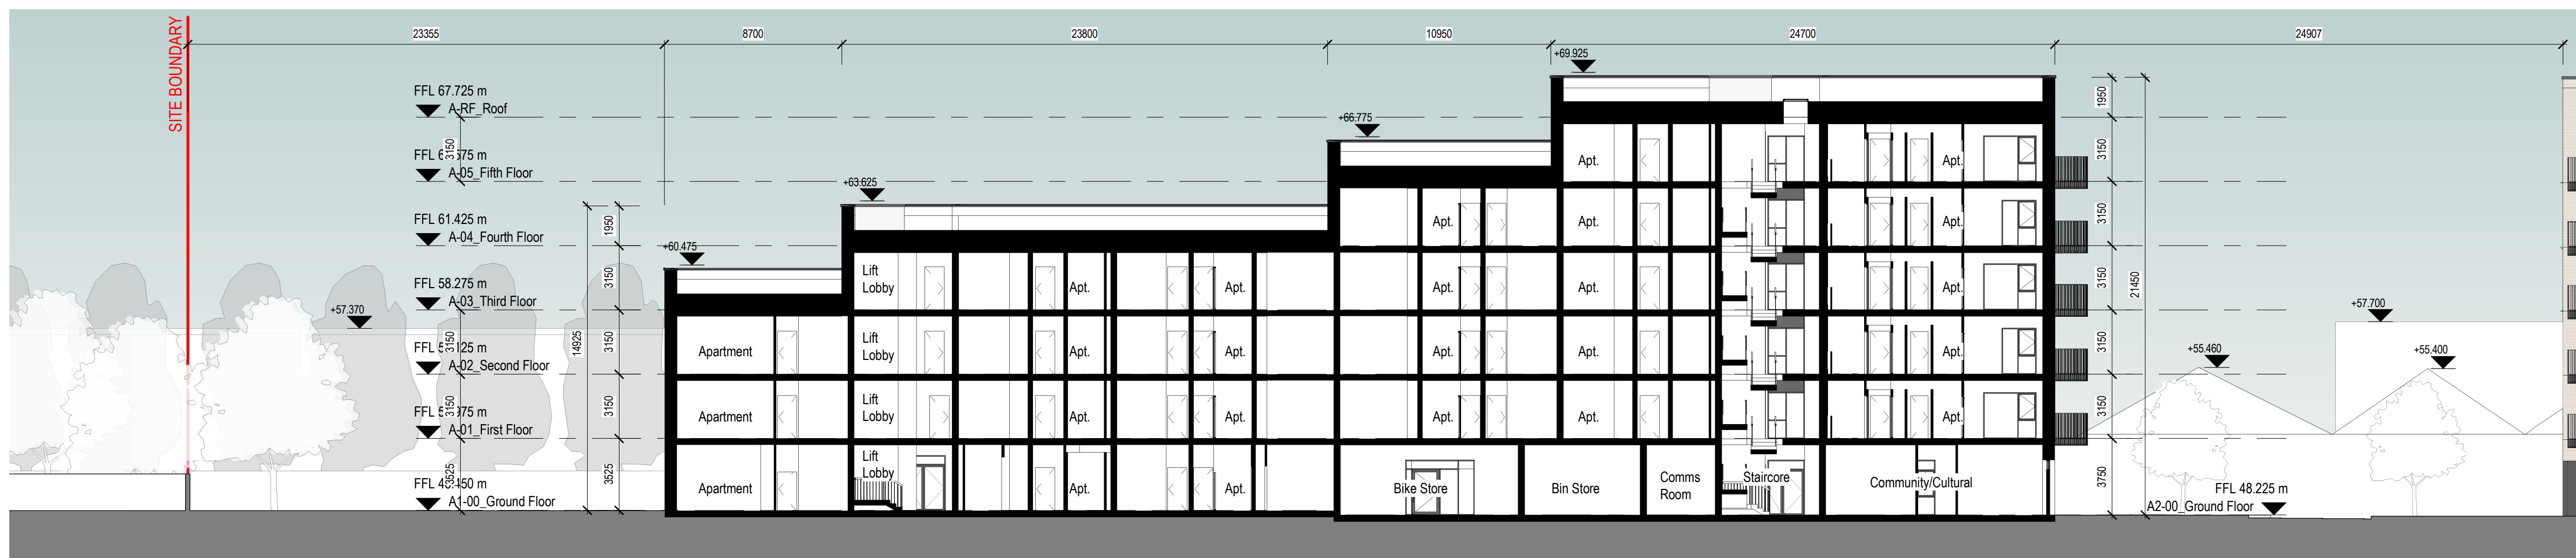 SITE BOUNDARY
23355
8700
23800
10950
24700
24907
+69.925
+66.775
+63.625
+60.475
+57.370
+57.700
+55.460
+55.400
FFL 67.725 m
A-RF_Roof
3150
A-05_Fifth Floor
FFL 61.425 m
A-04_Fourth Floor
FFL 58.275 m
A-03_Third Floor
3150
A-02_Second Floor
3150
A-01_First Floor
A1-00_Ground Floor
14925
1950
3150
3150
3150
3525
Apt.
Apt.
Apt.
Apt.
Apt.
Lift
Lobby
Apt.
Apt.
Apt.
Apt.
Apt.
Apartment
Lift
Lobby
Apt.
Apt.
Apt.
Apt.
Apt.
Apartment
Lift
Lobby
Apt.
Apt.
Apt.
Apt.
Apt.
Apartment
Lift
Lobby
Apt.
Apt.
Bike Store
Bin Store
Comms
Room
Staircore
Community/Cultural
1950
3150
3150
3150
3150
3150
3750
21450
FFL 48.225 m
A2-00_Ground Floor